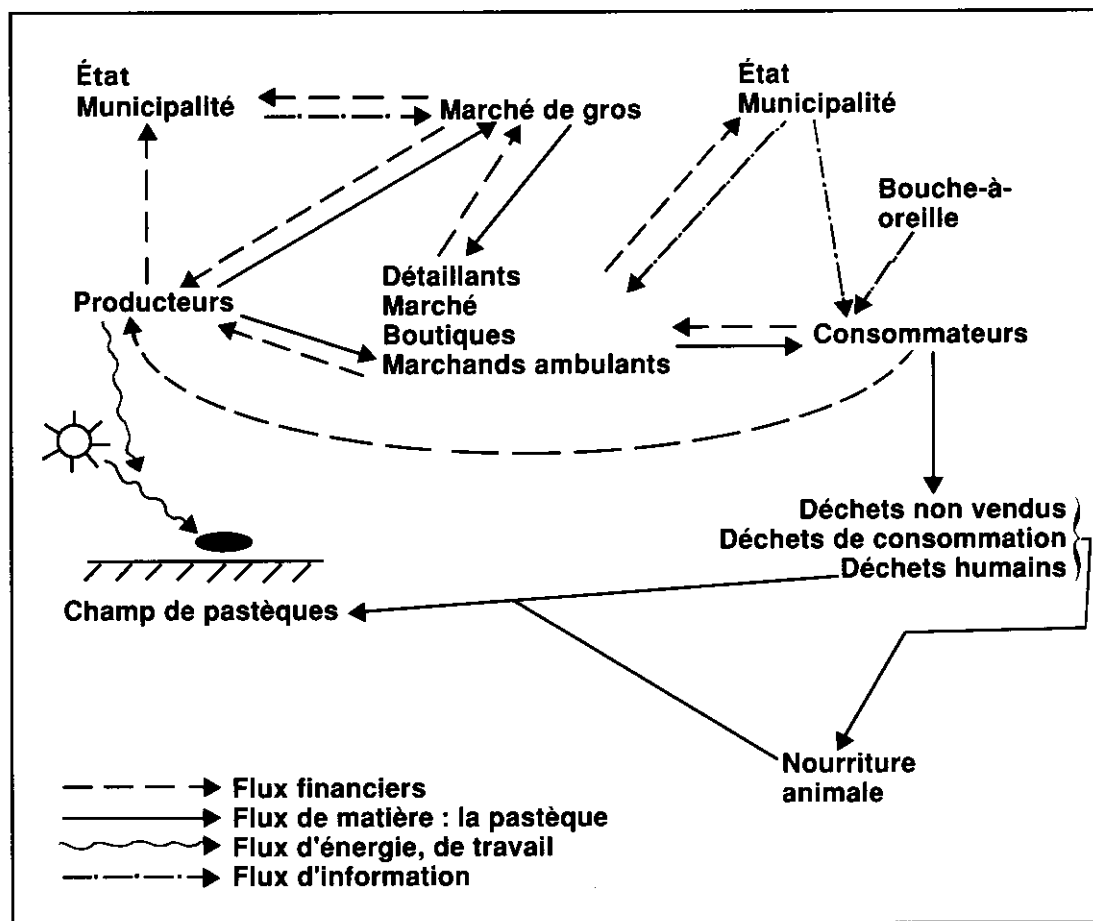 État
Municipalité
Marché de gros
État
Municipalité
Bouche-à-
oreille
Producteurs
Détaillants
Marché
Boutiques
Marchands ambulants
Consommateurs
Déchets non vendus
Déchets de consommation
Déchets humains
Champ de pastèques
Nourriture
animale
Flux financiers
Flux de matière : la pastèque
Flux d'énergie, de travail
Flux d'information